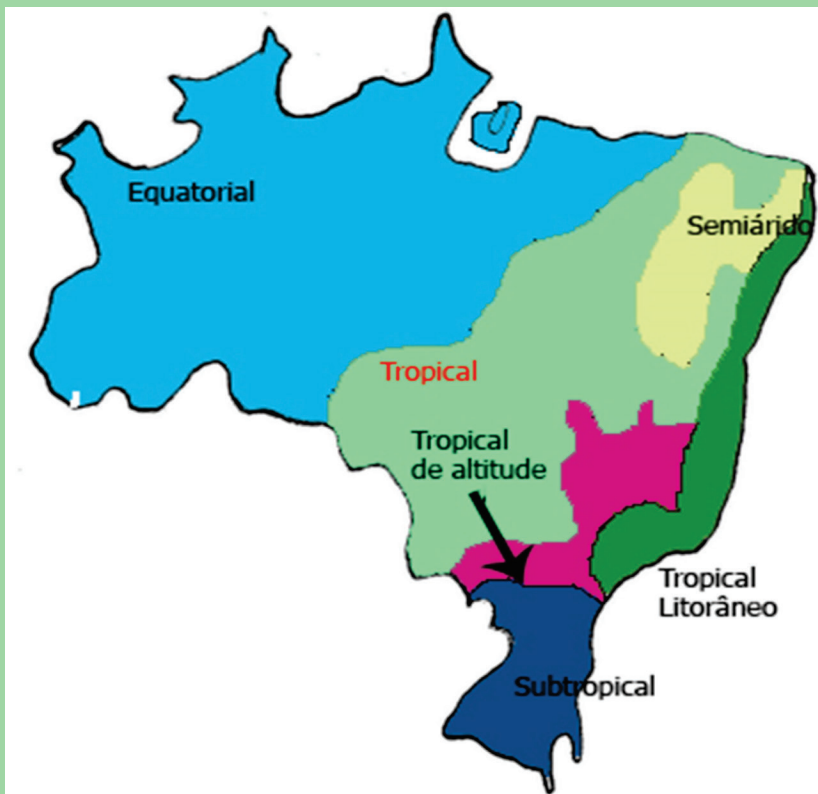 Equatorial
Semiárido
Tropical
Tropical
de altitude
Tropical
Litorâneo
Subtropical